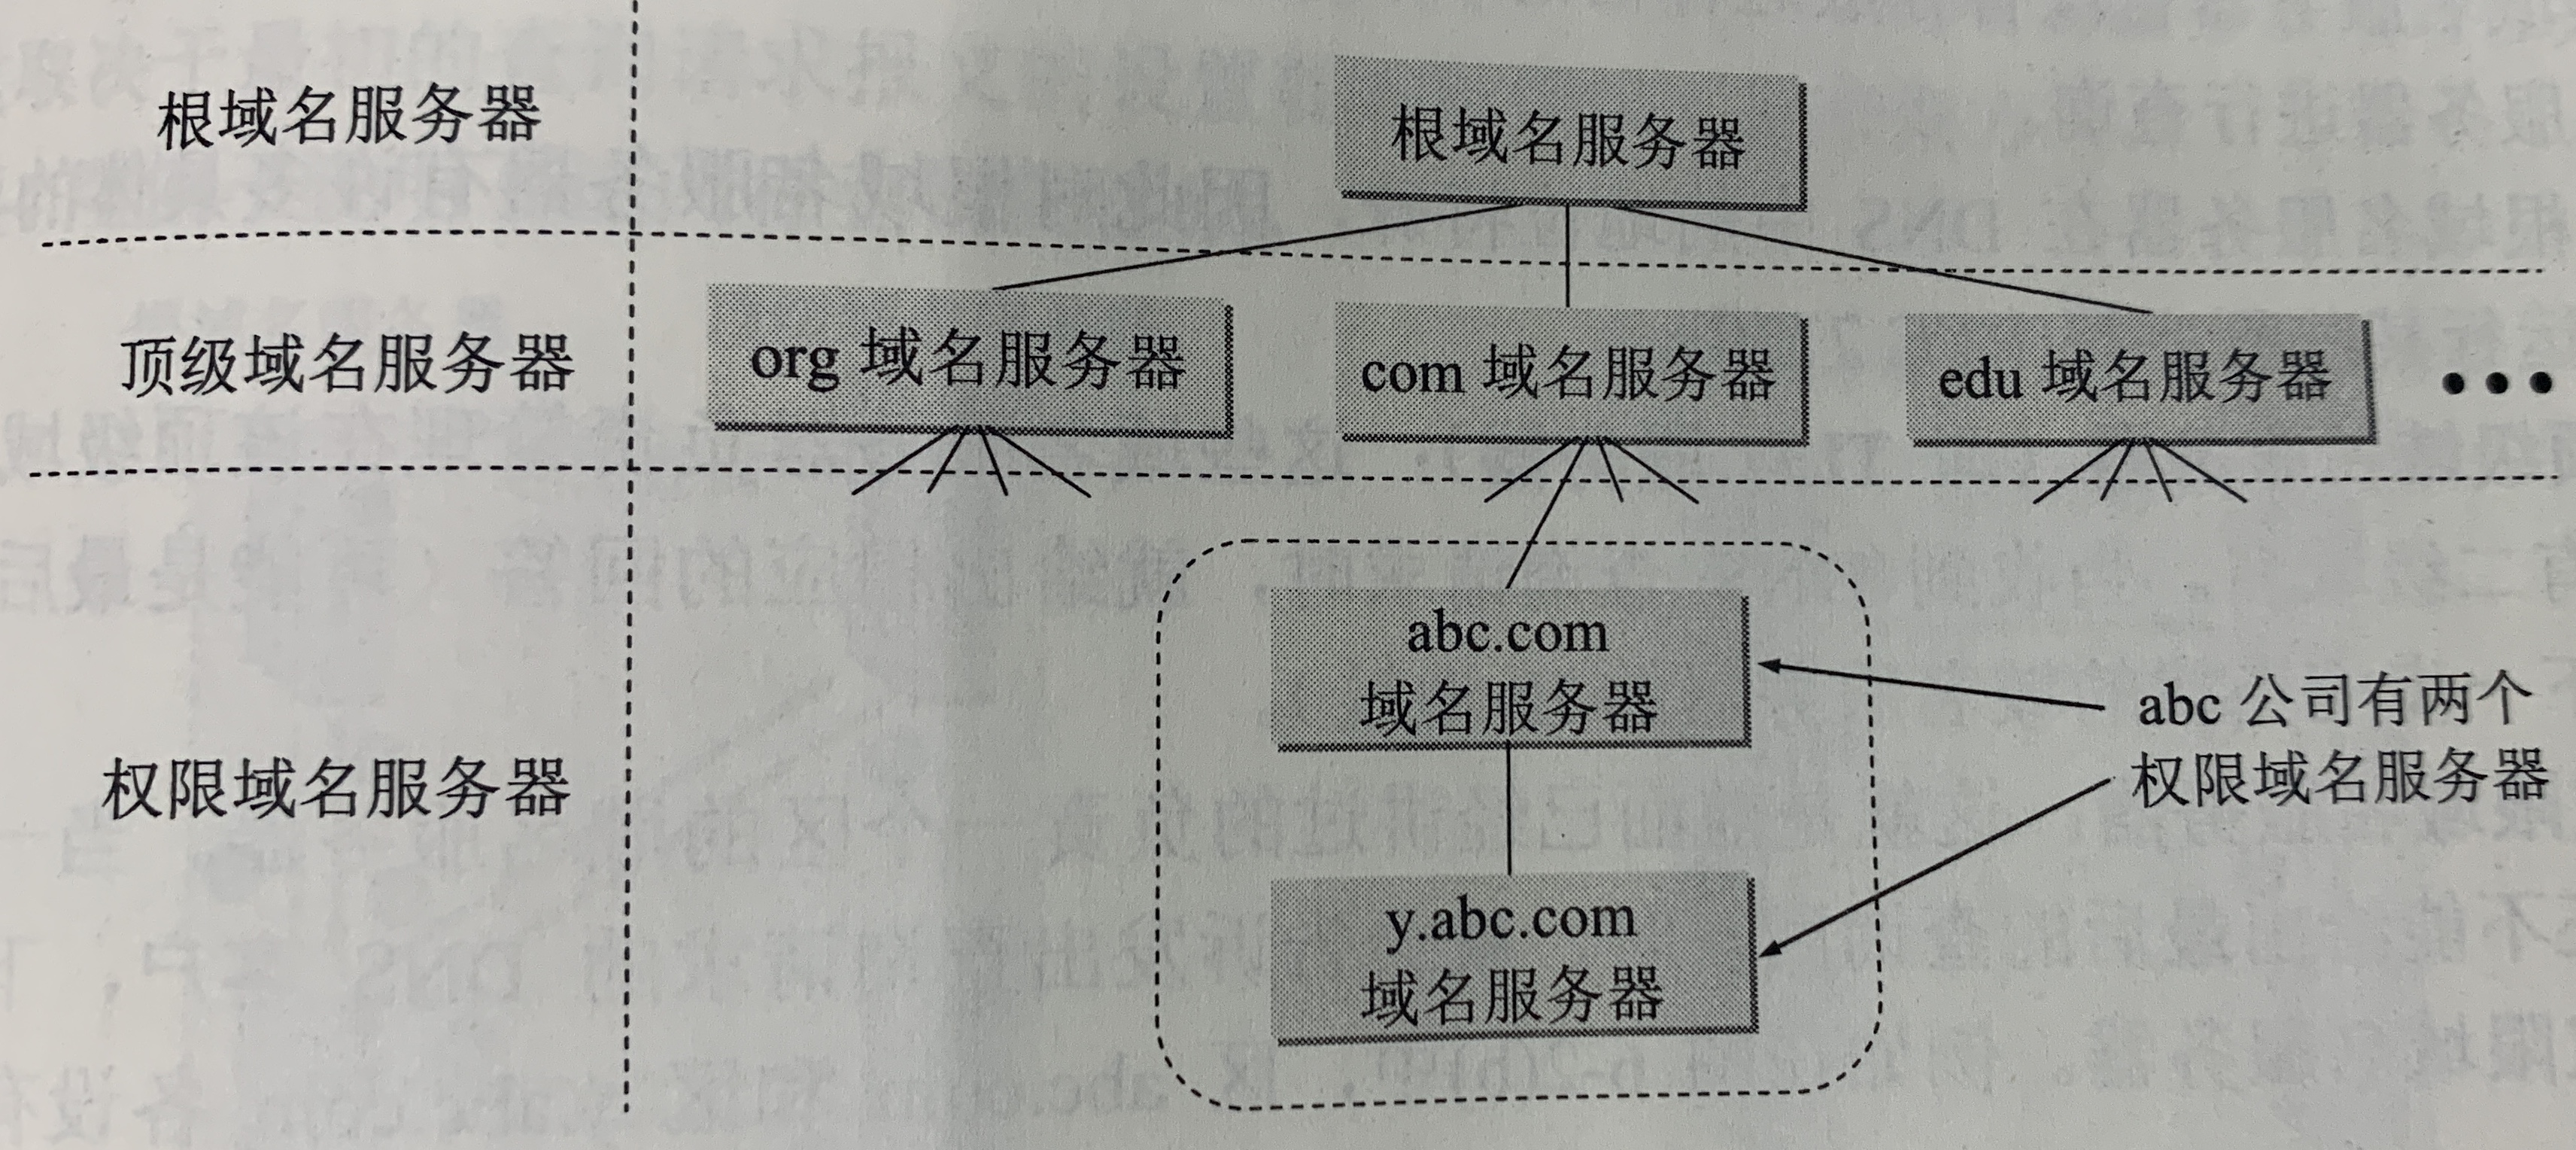 根域名服务器
根域名服务器
顶级域名服务器
org 域名服务器
com 域名服务器
edu 域名服务器
•••
权限域名服务器
abc.com
域名服务器
y.abc.com
域名服务器
abc 公司有两个
权限域名服务器